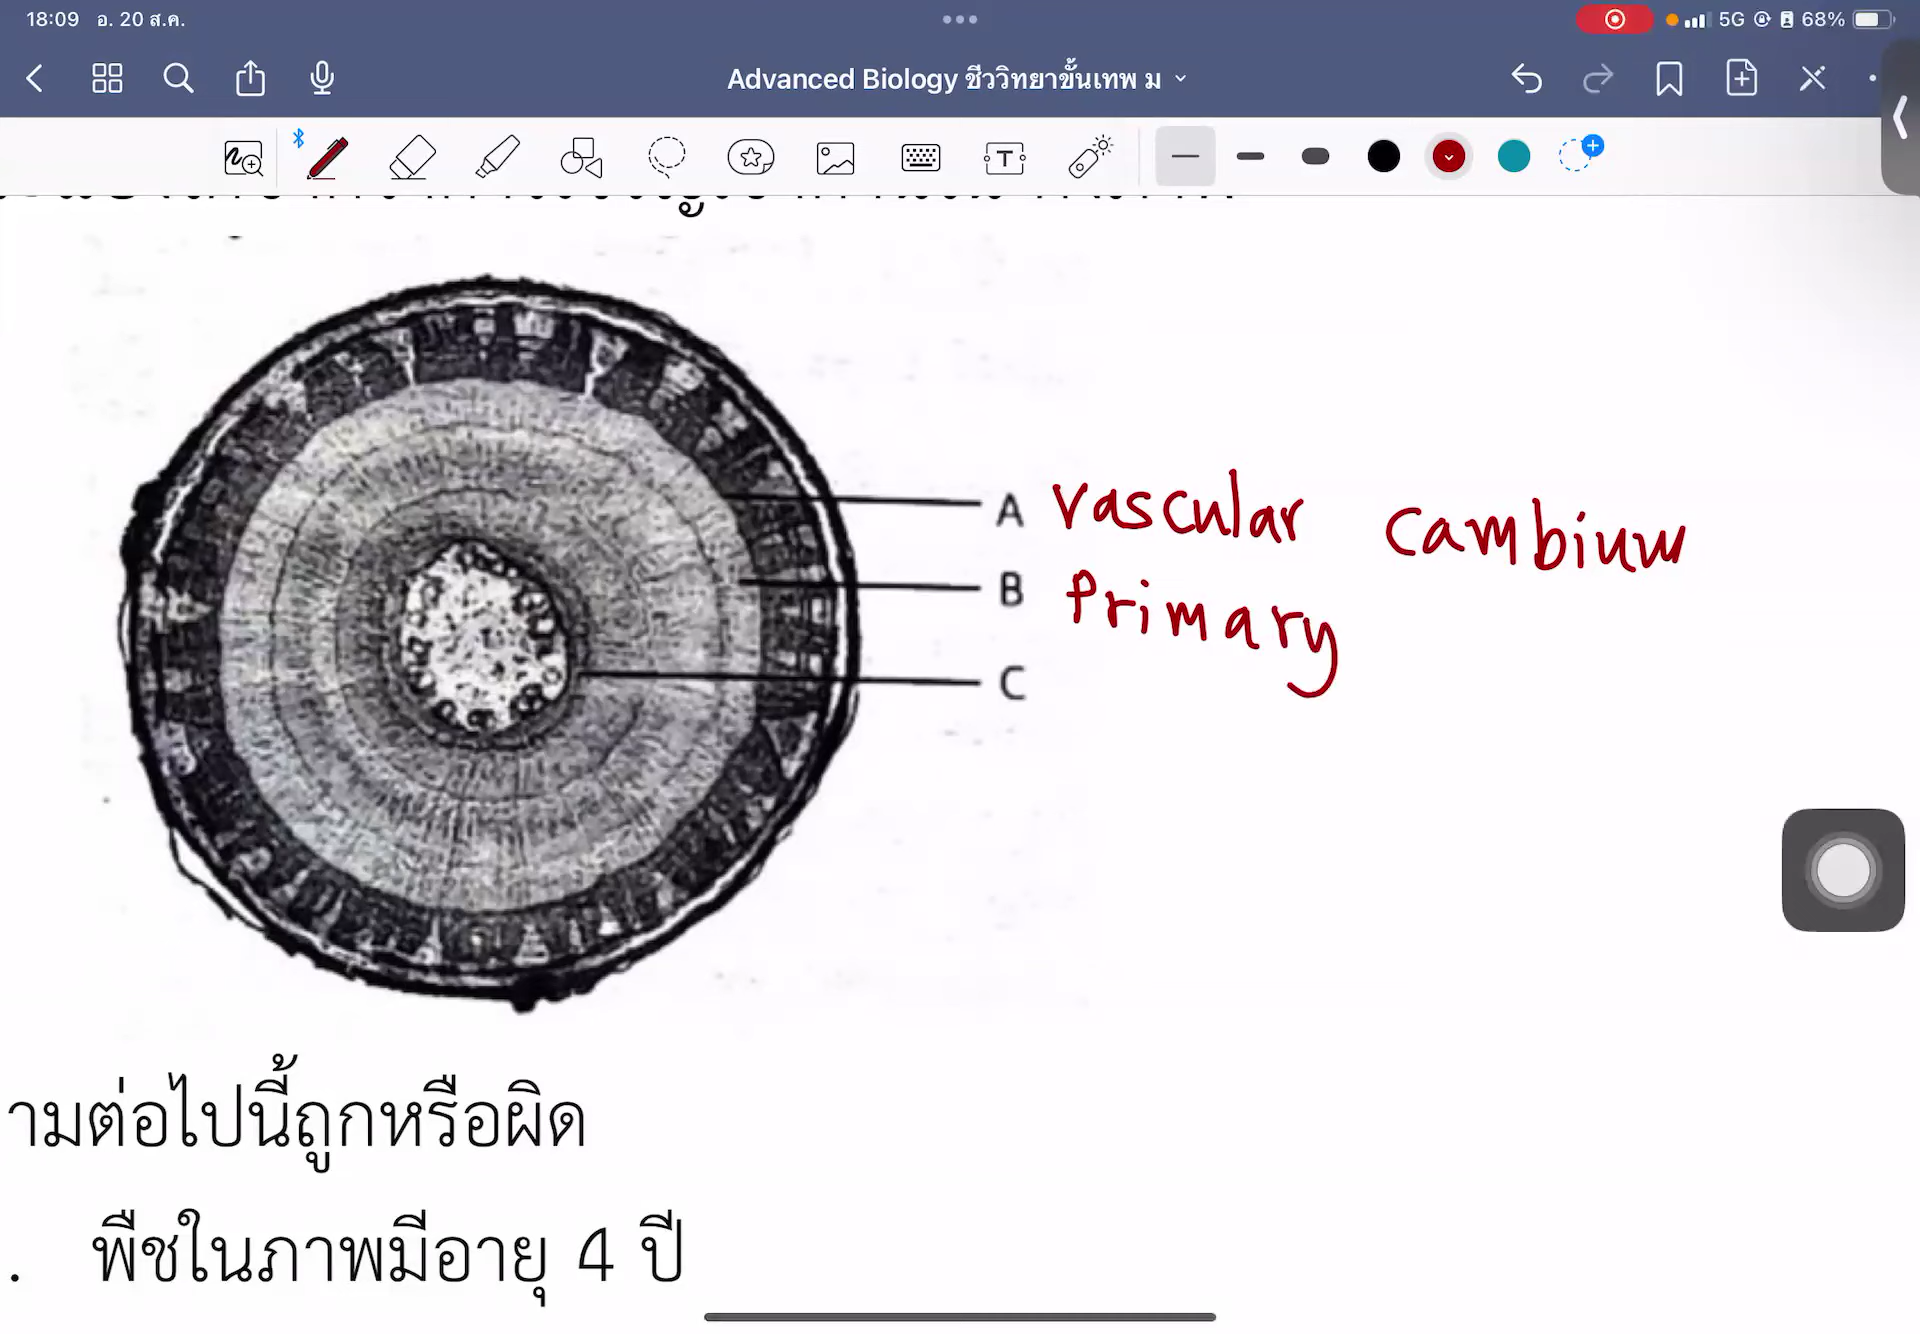 18:09 อ. 20 ส.ค.
5G 68%
Advanced Biology ชีววิทยาขั้นเทพ ม
T
A vascular cambium
B Primary
C
ามต่อไปนี้ถูกหรือผิด
. พืชในภาพมีอายุ 4 ปี